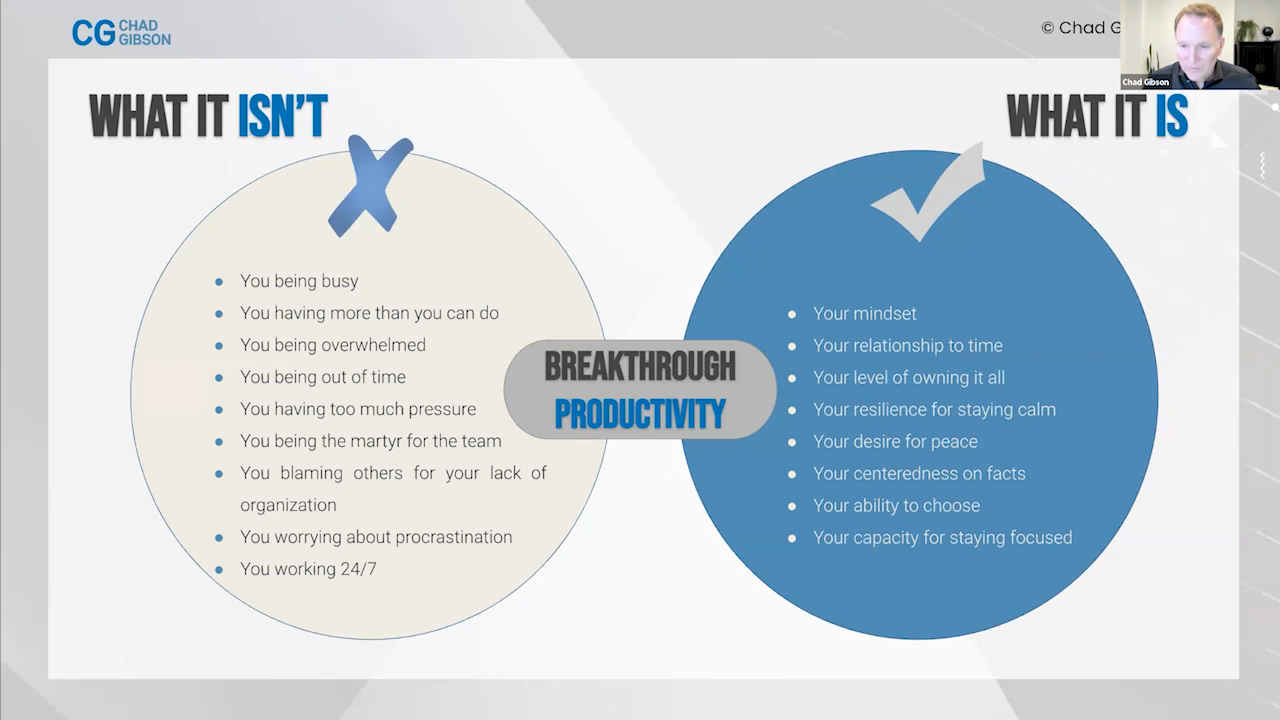 CG CHAD
GIBSON
© Chad G
Chad Gibson
WHAT IT ISN'T
WHAT IT IS
You being busy
You having more than you can do
You being overwhelmed
You being out of time
You having too much pressure
You being the martyr for the team
You blaming others for your lack of
organization
You worrying about procrastination
You working 24/7
BREAKTHROUGH
PRODUCTIVITY
Your mindset
Your relationship to time
Your level of owning it all
Your resilience for staying calm
Your desire for peace
Your centeredness on facts
Your ability to choose
Your capacity for staying focused